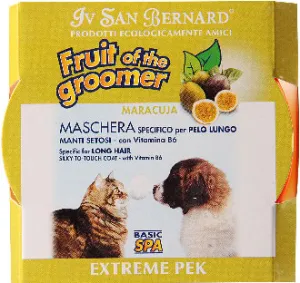 IV SAN BERNARD®
PRODOTTI ECOLOGICAMENTE AMICI
Fruit of the
groomer
MARACUJA
MASCHERA SPECIFICO per PELO LUNGO
MANTI SETOSI - con Vitamina B6
Specific for LONG HAIR
SILKY-TO-TOUCH COAT - with Vitamin B6
BASIC
SPA
EXTREME PEK